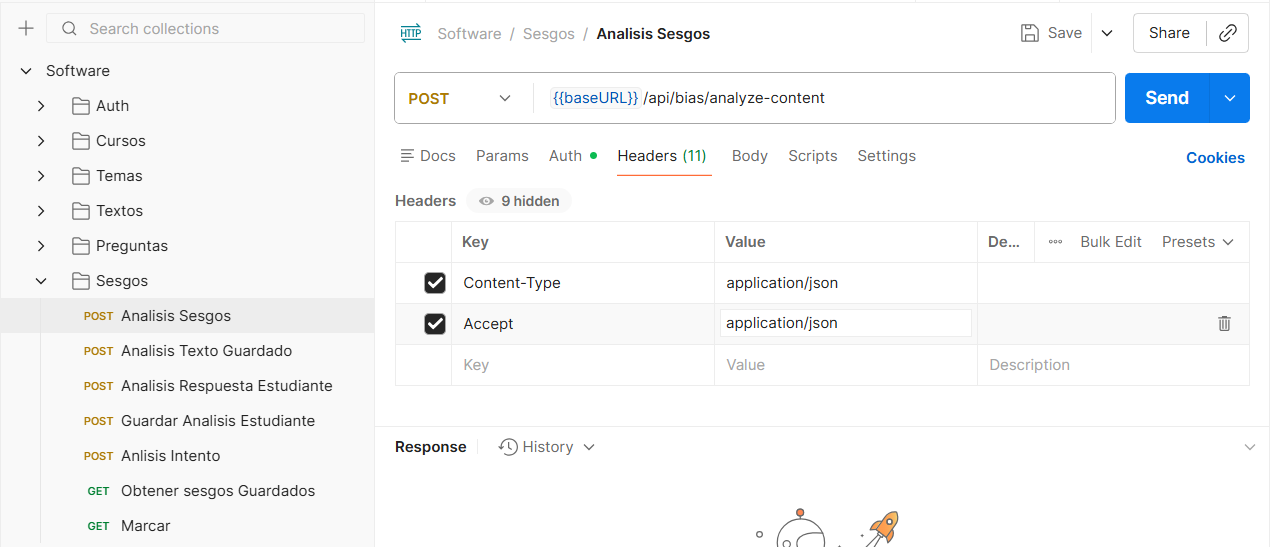 Search collections
Software
Auth
Cursos
Temas
Textos
Preguntas
Sesgos
POST Analisis Sesgos
POST Analisis Texto Guardado
POST Analisis Respuesta Estudiante
POST Guardar Analisis Estudiante
POST Anlisis Intento
GET Obtener sesgos Guardados
GET Marcar
HTTP Software / Sesgos / Analisis Sesgos Save Share
POST {{baseURL}} /api/bias/analyze-content Send
Docs Params Auth Headers (11) Body Scripts Settings Cookies
Headers 9 hidden
Key Value De... Bulk Edit Presets
Content-Type application/json
Accept application/json
Key Value Description
Response History